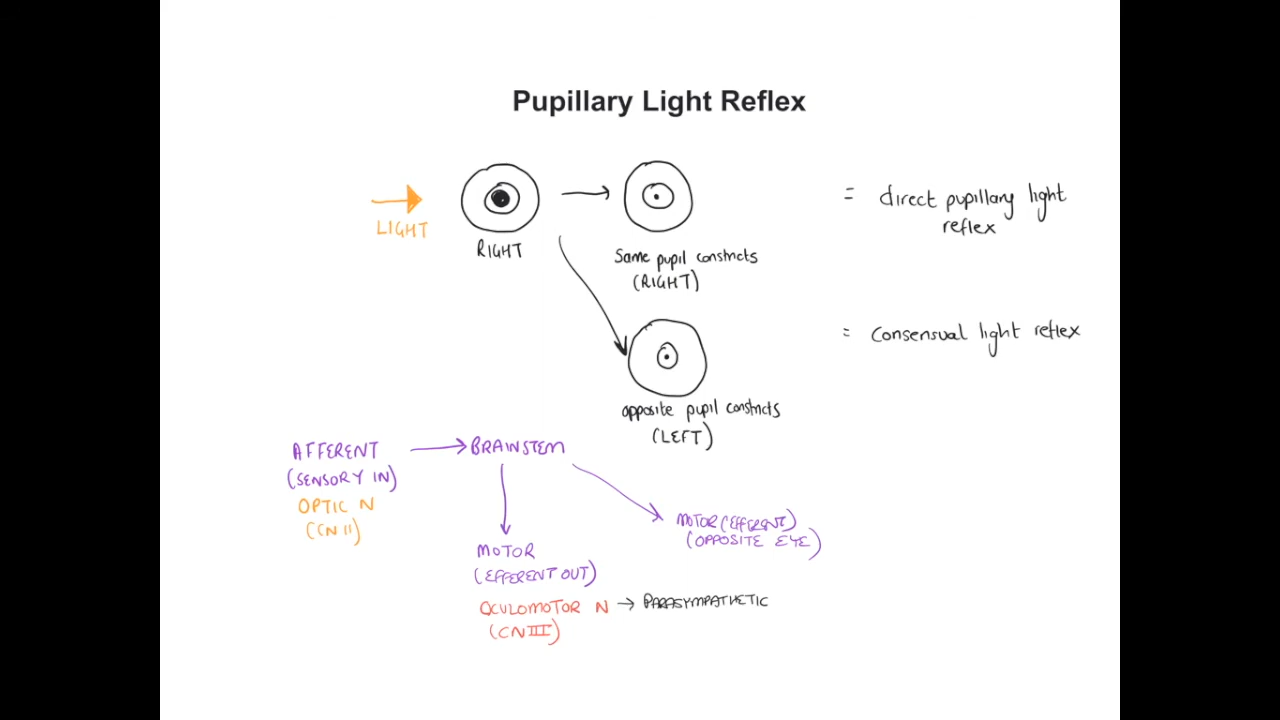 Pupillary Light Reflex
LIGHT
RIGHT
Same pupil constricts
(RIGHT)
= direct pupillary light
reflex
opposite pupil constricts
(LEFT)
= consensual light reflex
AFFERENT
(SENSORY IN)
OPTIC N
(CN II)
BRAINSTEM
MOTOR
(EFFERENT OUT)
OCULOMOTOR N → PARASYMPATHETIC
(CN III)
MOTOR (EFFERENT)
(OPPOSITE EYE)